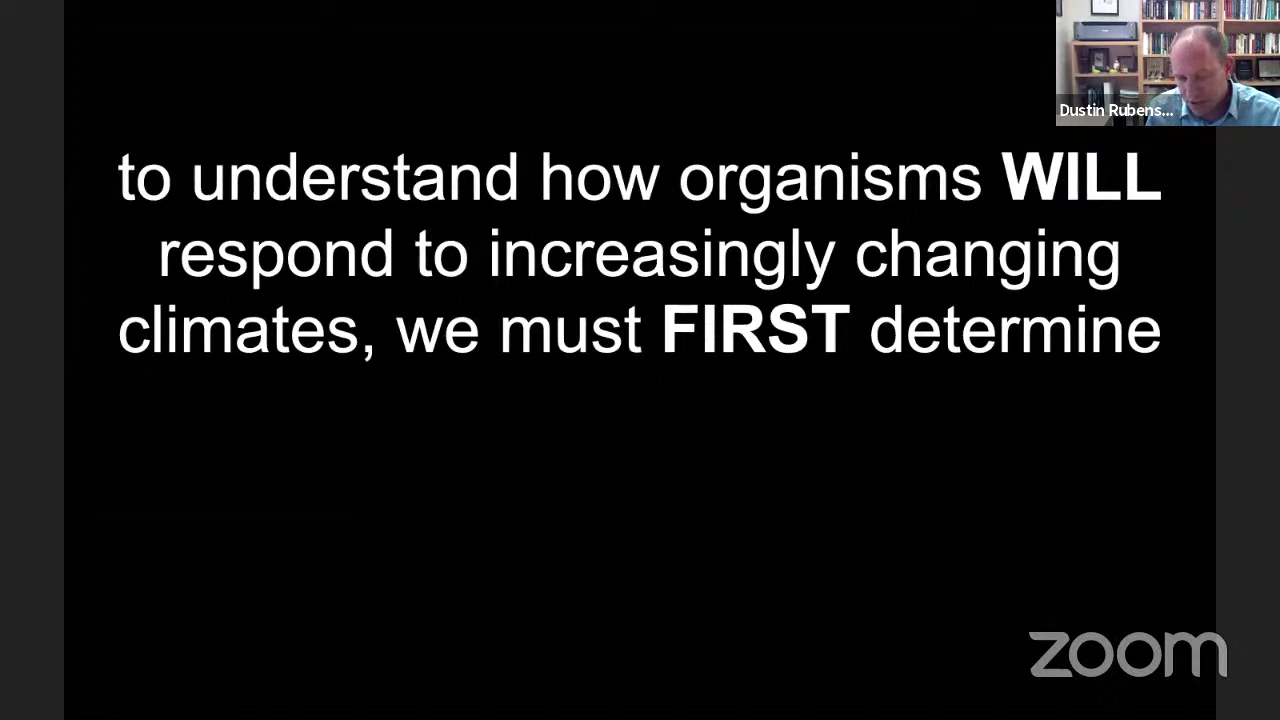 Dustin Rubens...
to understand how organisms WILL
respond to increasingly changing
climates, we must FIRST determine
zoom